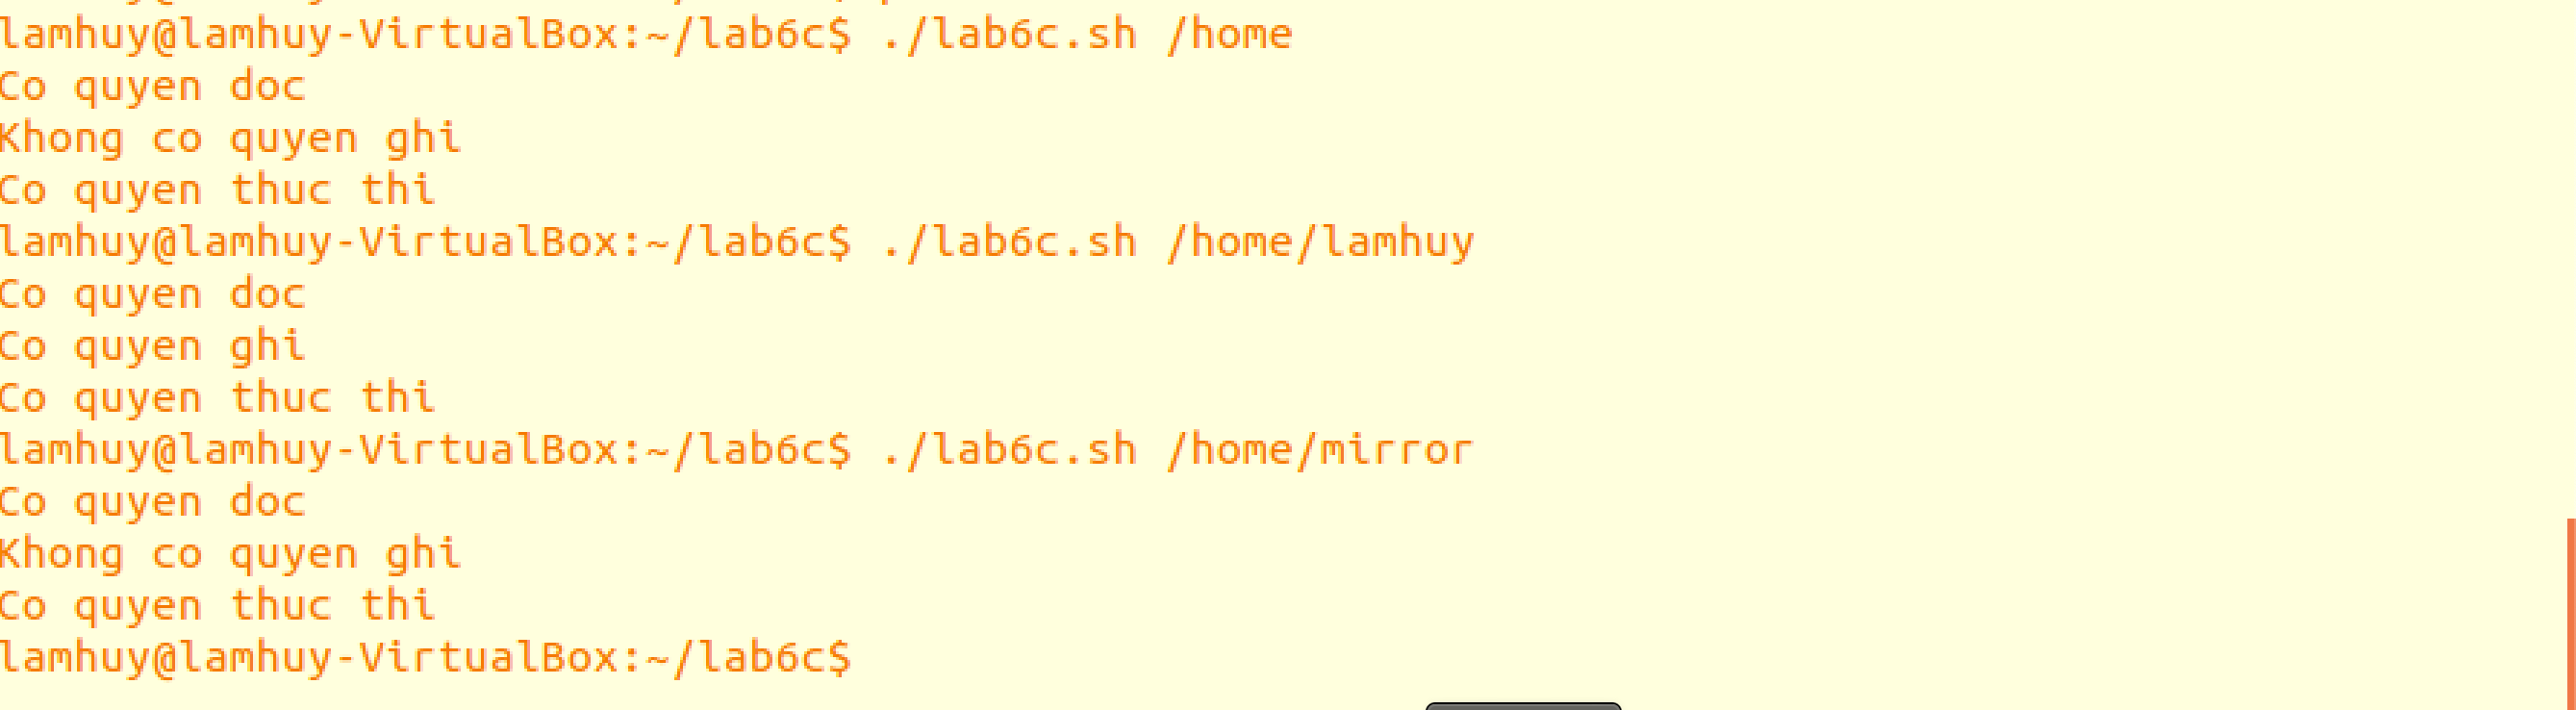 lamhuy@lamhuy-VirtualBox:~/lab6c$ ./lab6c.sh /home
Co quyen doc
Khong co quyen ghi
Co quyen thuc thi
lamhuy@lamhuy-VirtualBox:~/lab6c$ ./lab6c.sh /home/lamhuy
Co quyen doc
Co quyen ghi
Co quyen thuc thi
lamhuy@lamhuy-VirtualBox:~/lab6c$ ./lab6c.sh /home/mirror
Co quyen doc
Khong co quyen ghi
Co quyen thuc thi
lamhuy@lamhuy-VirtualBox:~/lab6c$